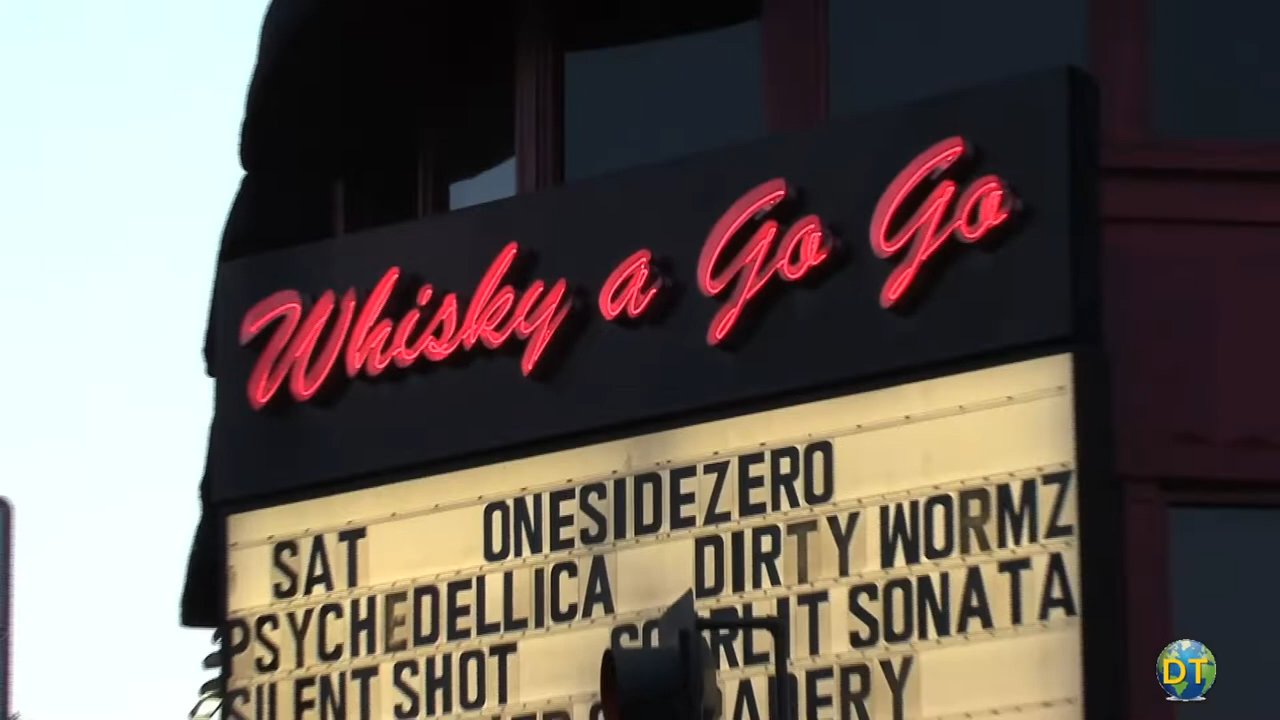 Whisky a Go Go
SAT ONESIDEZERO
PSYCHEDELLICA DIRTY WORMZ
SILENT SHOT SONATA
DT